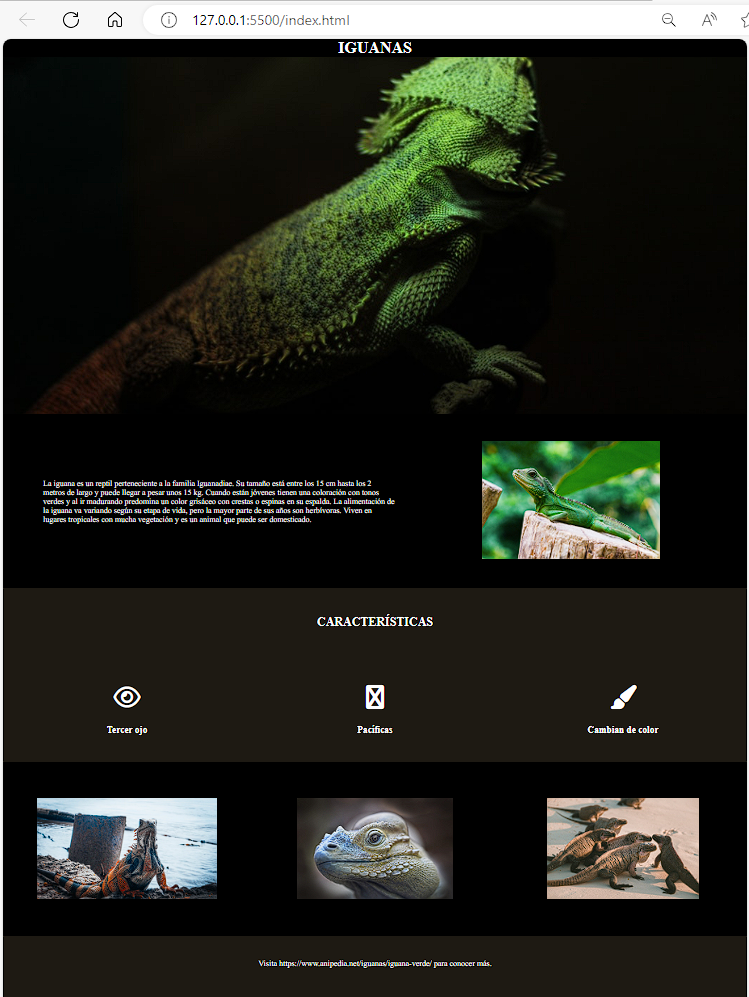 127.0.0.1:5500/index.html
IGUANAS
La iguana es un reptil perteneciente a la familia Iguanadiae. Su tamaño está entre los 15 cm hasta los 2
metros de largo y puede llegar a pesar unos 15 kg. Cuando están jóvenes tienen una coloración con tonos
verdes y al ir madurando predomina un color grisáceo con crestas o espinas en su espalda. La alimentación de
la iguana va variando según su etapa de vida, pero la mayor parte de sus años son herbívoras. Viven en
lugares tropicales con mucha vegetación y es un animal que puede ser domesticado.
CARACTERÍSTICAS
Tercer ojo
Pacíficas
Cambian de color
Visita https://www.anipedia.net/iguanas/iguana-verde/ para conocer más.